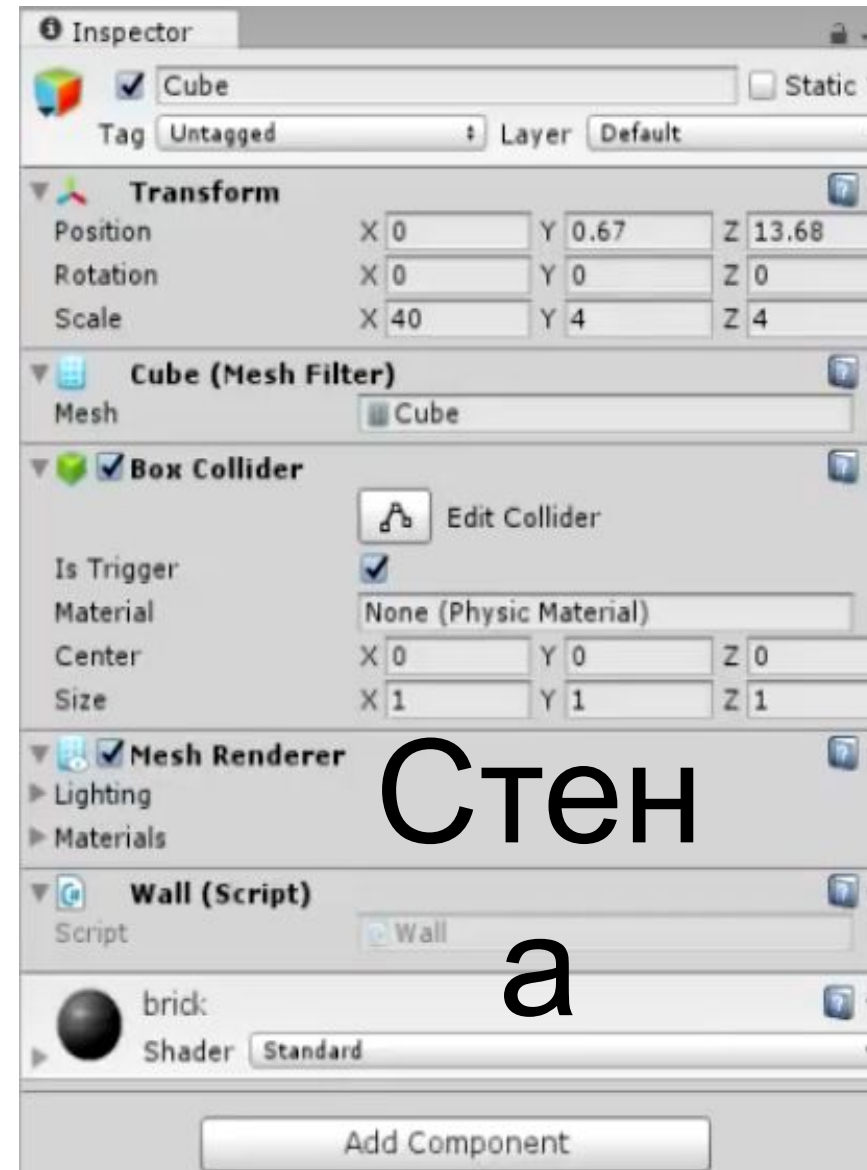 Inspector
Cube Static
Tag Untagged Layer Default
Transform
Position X 0 Y 0.67 Z 13.68
Rotation X 0 Y 0 Z 0
Scale X 40 Y 4 Z 4
Cube (Mesh Filter)
Mesh Cube
Box Collider
Edit Collider
Is Trigger
Material None (Physic Material)
Center X 0 Y 0 Z 0
Size X 1 Y 1 Z 1
Mesh Renderer
Стен
Lighting
Materials
Wall (Script)
Script Wall
а
brick
Shader Standard
Add Component